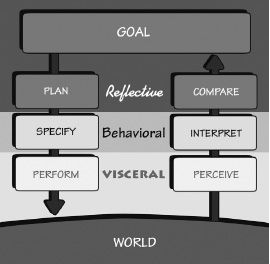 GOAL
PLAN Reflective COMPARE
SPECIFY Behavioral INTERPRET
PERFORM VISCERAL PERCEIVE
WORLD